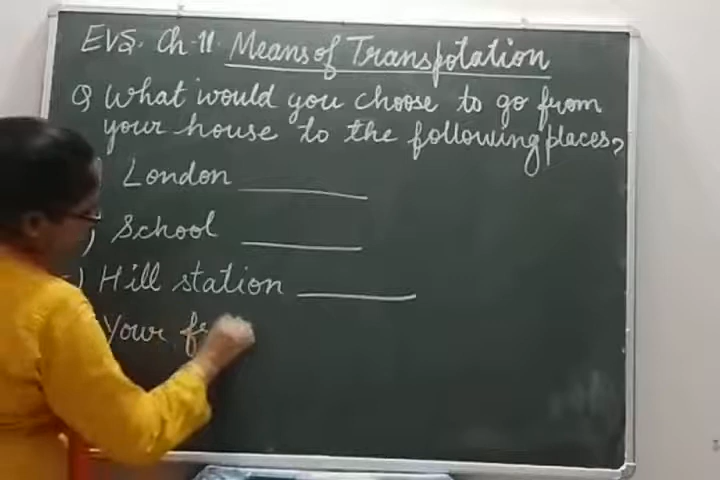 EVS. Ch-11. Means of Transpotation
Q What would you choose to go from
your house to the following places?
London
) School
) Hill station
Your